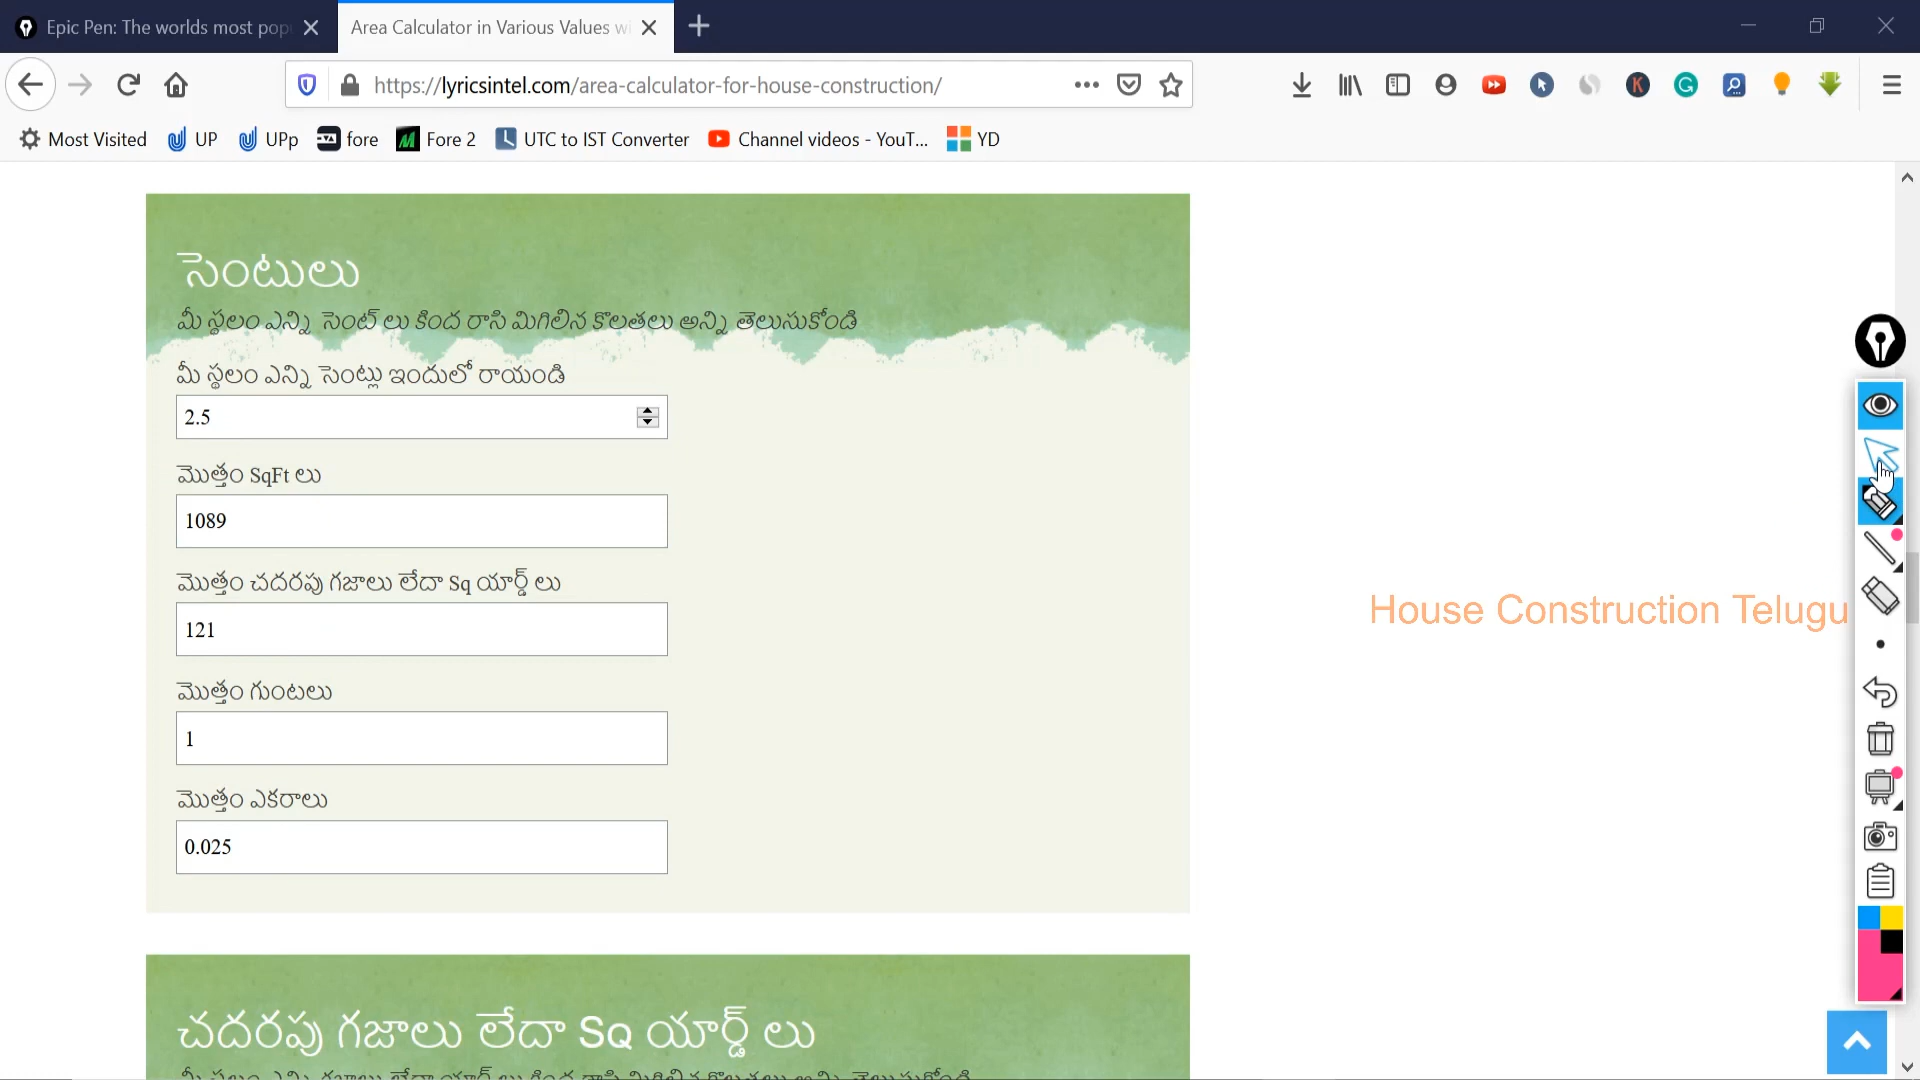 Epic Pen: The worlds most pop
Area Calculator in Various Values wi
https://lyricsintel.com/area-calculator-for-house-construction/
Most Visited UP UPp fore Fore 2 UTC to IST Converter Channel videos - YouT... YD
సెంటులు
మీ స్థలం ఎన్ని సెంట్ లు కింద రాసి మిగిలిన కొలతలు అన్ని తెలుసుకోండి
మీ స్థలం ఎన్ని సెంట్లు ఇందులో రాయండి
2.5
మొత్తం SqFt లు
1089
మొత్తం చదరపు గజాలు లేదా Sq యార్డ్ లు
121
House Construction Telugu
మొత్తం గుంటలు
1
మొత్తం ఎకరాలు
0.025
చదరపు గజాలు లేదా Sq యార్డ్ లు